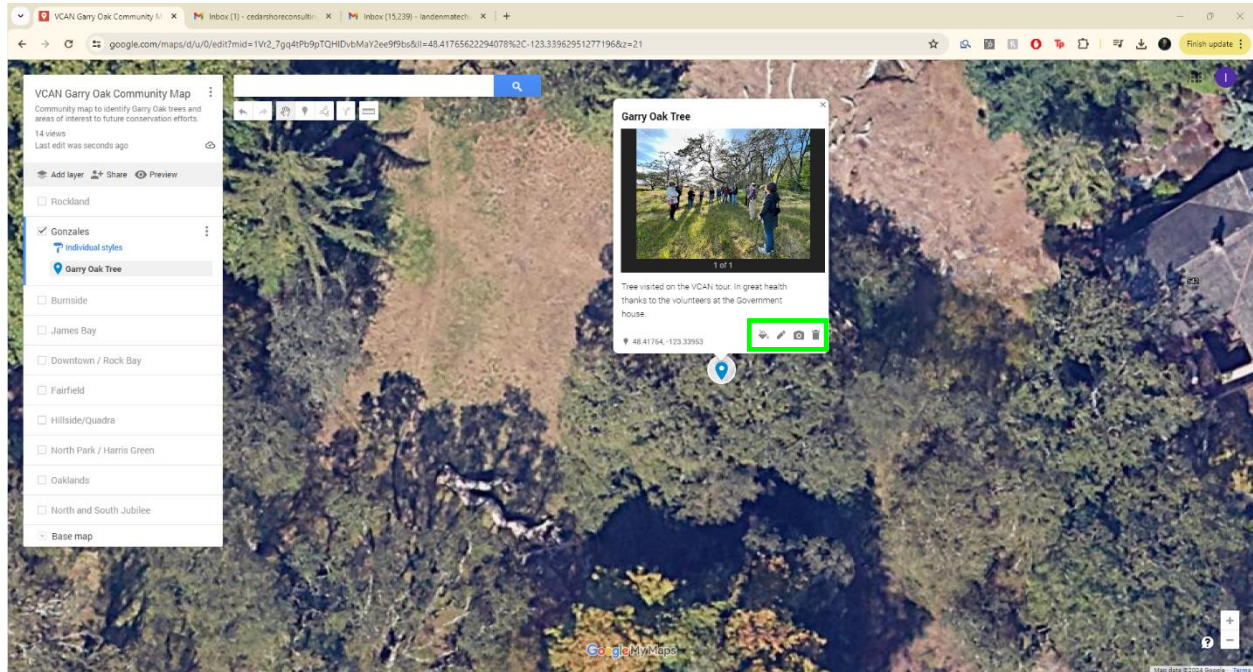 VCAN Garry Oak Community M
Inbox (1) - cedarshoreconsultin
Inbox (15,239) - landenmatech
google.com/maps/d/u/0/edit?mid=1Vr2_7gq4tPb9pTQHIDvbMaY2ee9f9bs&ll=48.41765622294078%2C-123.33962951277196&z=21
Finish update
VCAN Garry Oak Community Map
Community map to identify Garry Oak trees and
areas of interest to future conservation efforts.
14 views
Last edit was seconds ago
Add layer Share Preview
Rockland
Gonzales
Individual styles
Garry Oak Tree
Burnside
James Bay
Downtown / Rock Bay
Fairfield
Hillside/Quadra
North Park / Harris Green
Oaklands
North and South Jubilee
Base map
Garry Oak Tree
1 of 1
Tree visited on the VCAN tour. In great health
thanks to the volunteers at the Government
house.
48.41764, -123.33953
Google My Maps
Map data ©2024 Google Terms